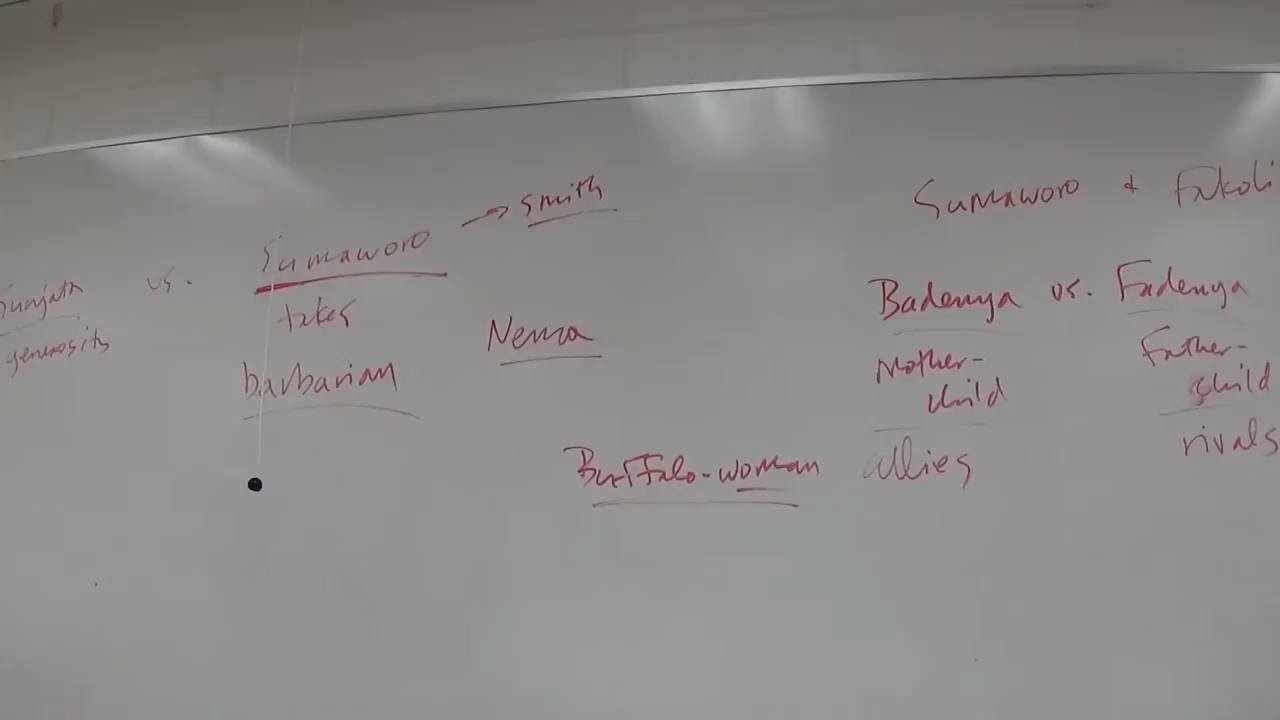 Sunjata vs. Sumaworo → smith
generosity
takes
barbarian
Nema
Buffalo-woman
Sumaworo + Fakoli
Badenya vs. Fadenya
Mother-
child
allies
Father-
child
rivals